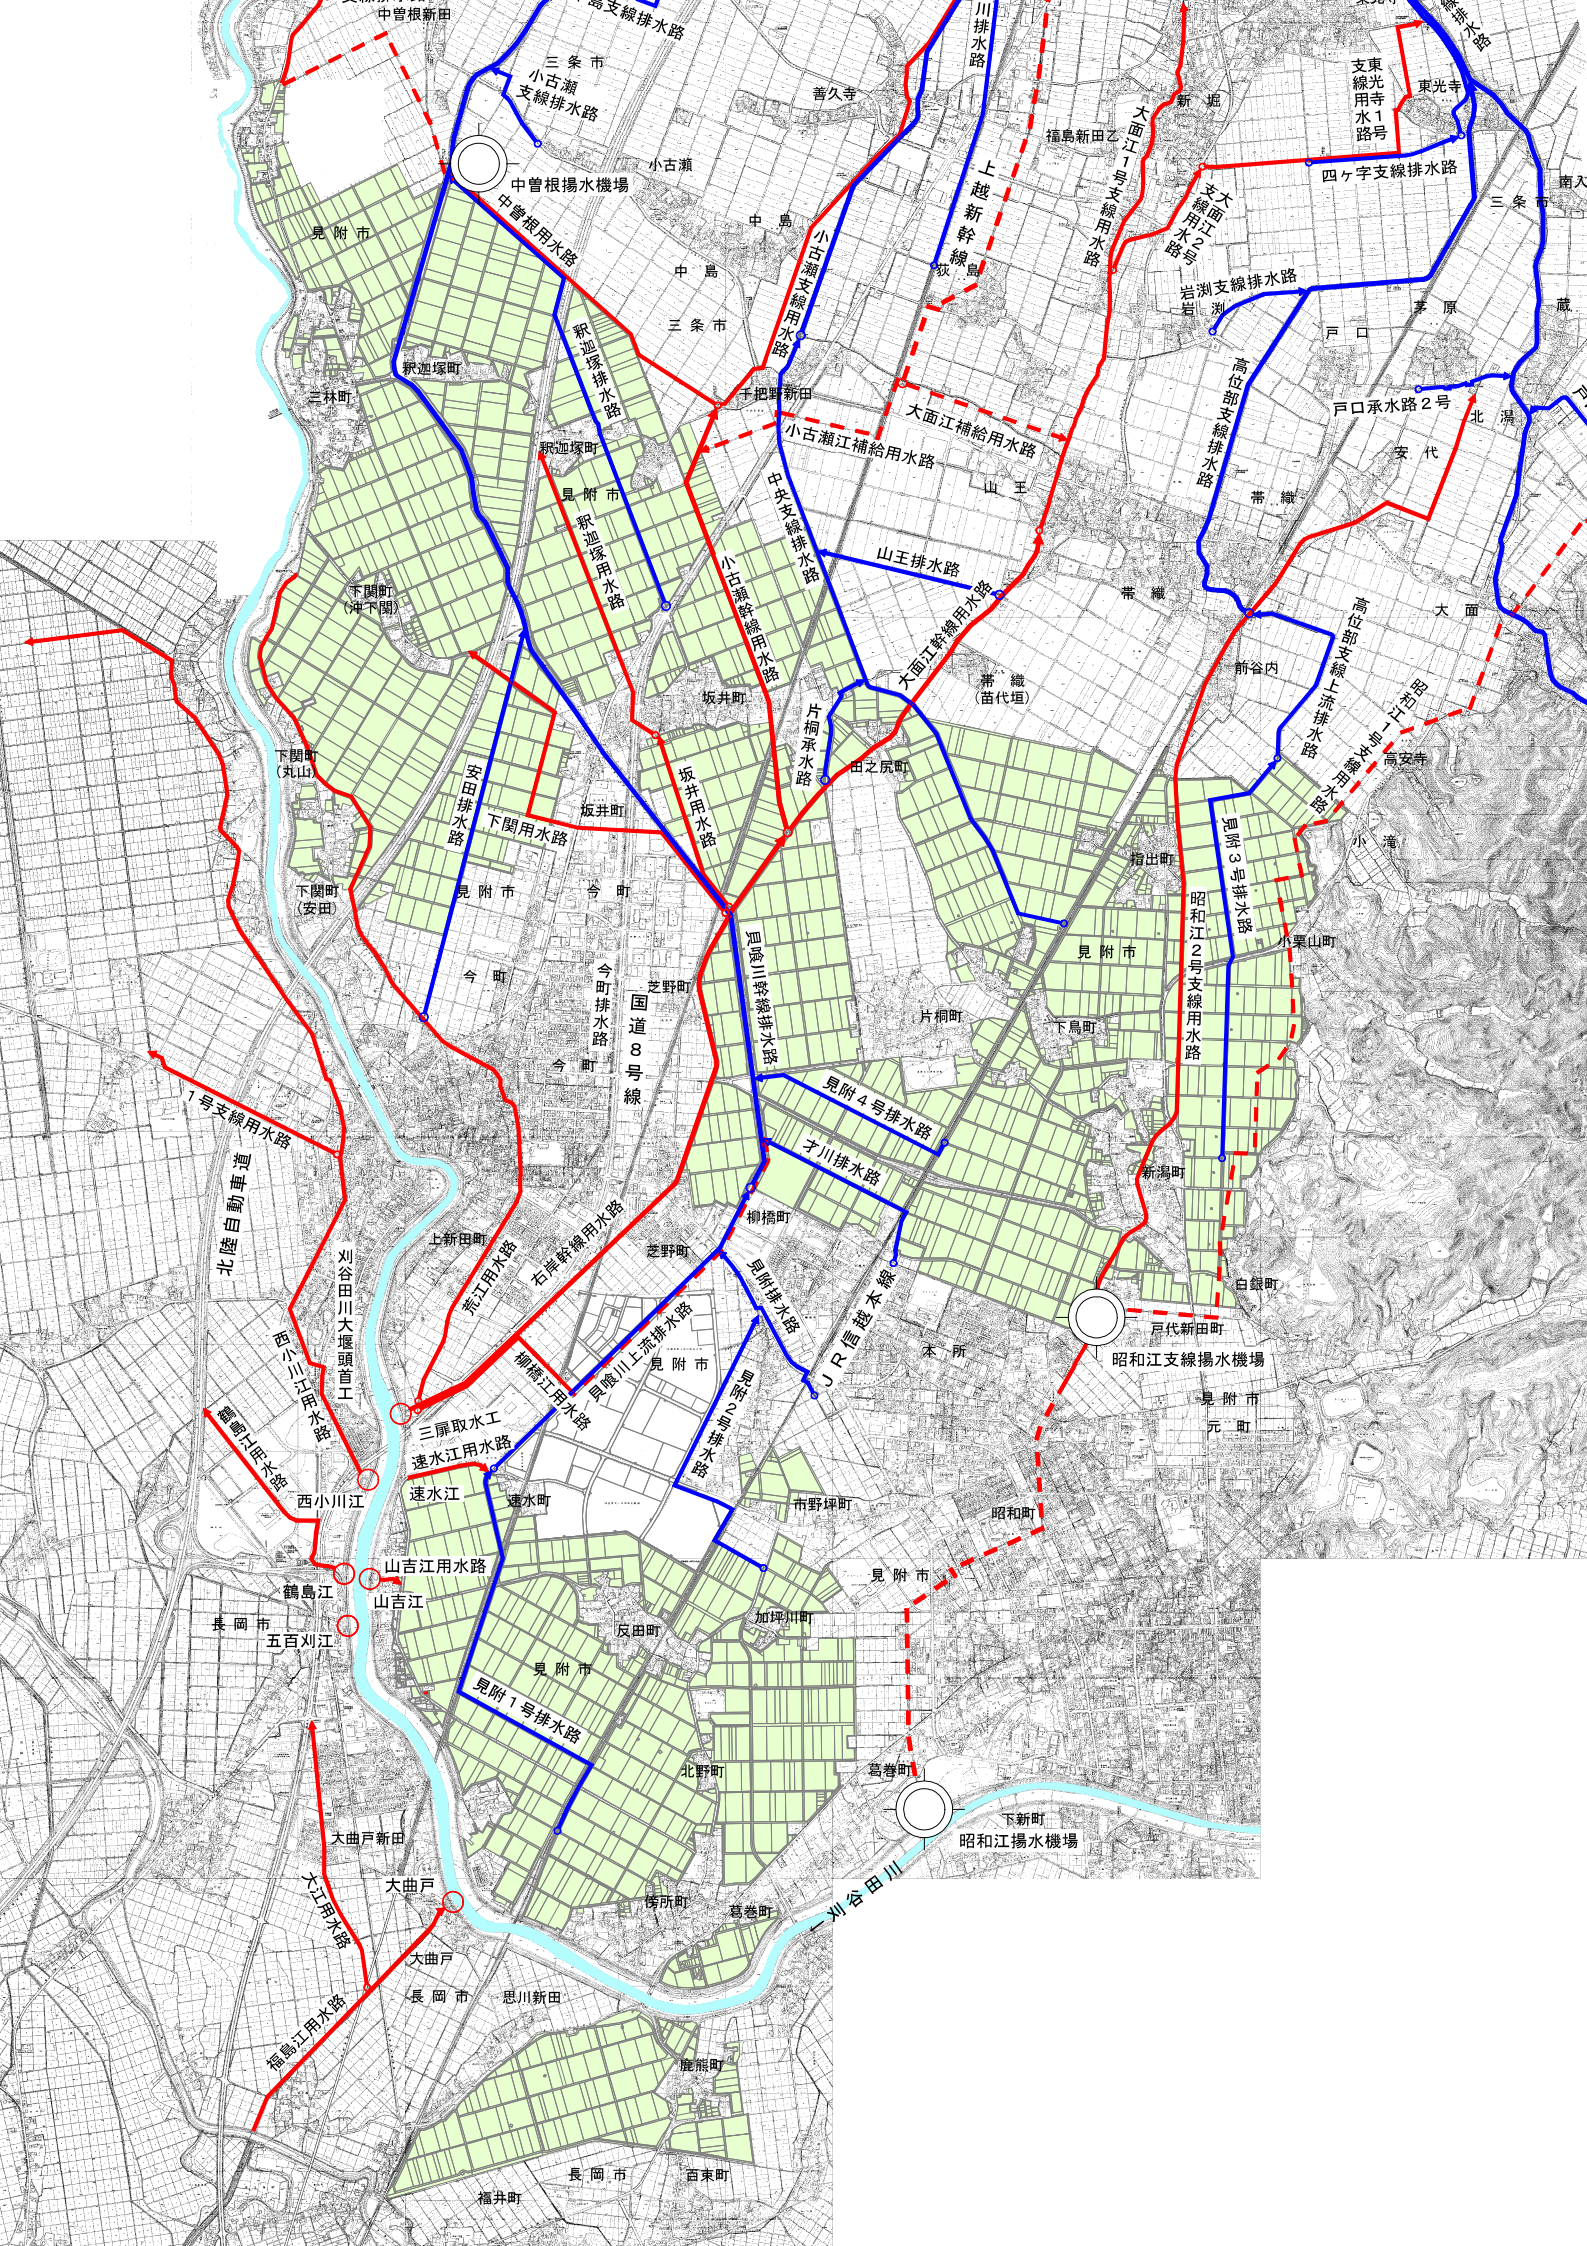 中曽根新田
島支線排水路
三条市
小古瀬
支線排水路
善久寺
川排水路
新堀
福島新田乙
大面江1号支線用水路
東光寺1号
支線用水路
東光寺
線排水路
四ヶ字支線排水路
南入
三条市
小古瀬
中曽根揚水機場
中曽根用水路
見附市
中島
上越新幹線
大面江2号
支線用水路
荻島
中島
三条市
小古瀬支線用水路
岩渕支線排水路
岩渕
戸口
茅原
蔵
釈迦塚排水路
釈迦塚町
三林町
千把野新田
高位部支線排水路
戸口承水路2号
北潟
安代
大面江補給用水路
小古瀬江補給用水路
釈迦塚町
見附市
中央支線排水路
山王
帯織
釈迦塚用水路
小古瀬幹線用水路
山王排水路
下関町
(沖下関)
帯織
高位部支線上流排水路
大面
大面江幹線用水路
坂井町
帯織
(苗代垣)
前谷内
昭和江1号支線用水路
片桐承水路
下関町
(丸山)
安田排水路
坂井用水路
田之尻町
高安寺
坂井町
下関用水路
見附3号排水路
小滝
指出町
下関町
(安田)
見附市
今町
昭和江2号支線用水路
見附市
小栗山町
貝喰川幹線排水路
今町
今町排水路
国道8号線
芝野町
片桐町
下鳥町
今町
1号支線用水路
見附4号排水路
才川排水路
北陸自動車道
新潟町
柳橋町
上新田町
荒江用水路
右岸幹線用水路
芝野町
刈谷田川大堰頭首工
見附排水路
JR信越本線
白銀町
戸代新田町
西小川江用水路
柳橋江用水路
貝喰川上流排水路
見附市
見附2号排水路
本所
昭和江支線揚水機場
見附市
元町
鶴島江用水路
三扉取水工
速水江用水路
西小川江
速水江
速水町
市野坪町
昭和町
山吉江用水路
鶴島江
山吉江
見附市
長岡市
五百刈江
加坪川町
反田町
見附市
見附1号排水路
北野町
葛巻町
下新町
昭和江揚水機場
大曲戸新田
大江用水路
大曲戸
傍所町
葛巻町
←刈谷田川
大曲戸
長岡市
思川新田
福島江用水路
鹿熊町
長岡市
百束町
福井町